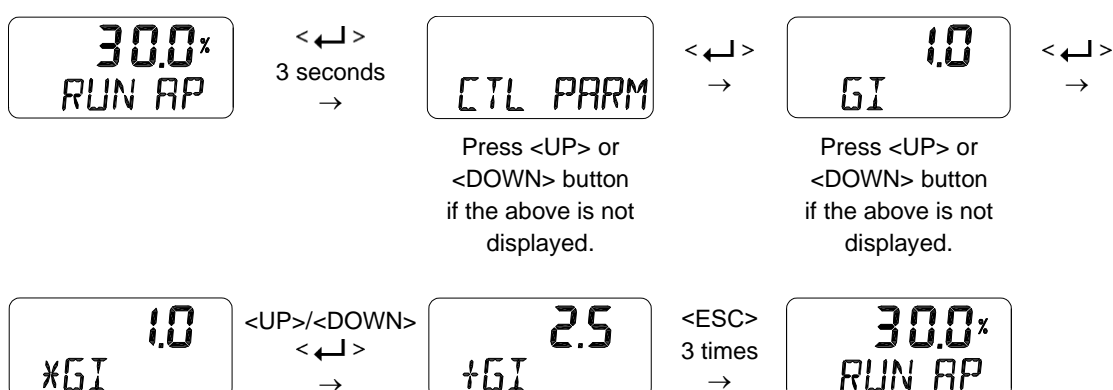 30.0%
RUN AP
<↵>
3 seconds
→
CTL PARM
Press <UP> or
<DOWN> button
if the above is not
displayed.
<↵>
→
1.0
GI
Press <UP> or
<DOWN> button
if the above is not
displayed.
<↵>
→
1.0
*GI
<UP>/<DOWN>
<↵>
→
2.5
+GI
<ESC>
3 times
→
30.0%
RUN AP